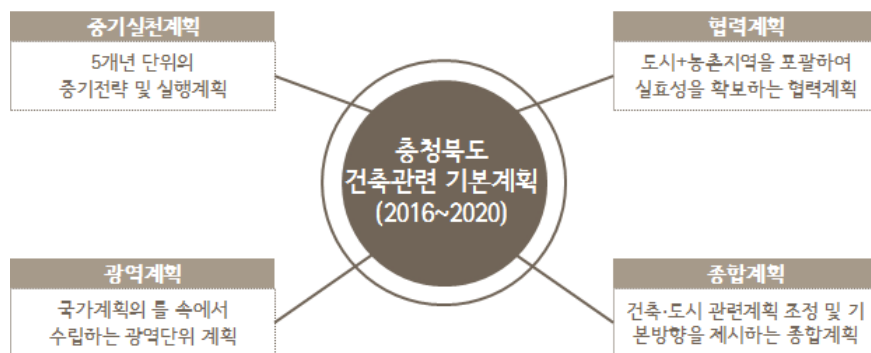 중기실천계획
5개년 단위의
중기전략 및 실행계획
협력계획
도시+농촌지역을 포괄하여
실효성을 확보하는 협력계획
충청북도
건축관련 기본계획
(2016~2020)
광역계획
국가계획의 틀 속에서
수립하는 광역단위 계획
종합계획
건축·도시 관련계획 조정 및 기
본방향을 제시하는 종합계획